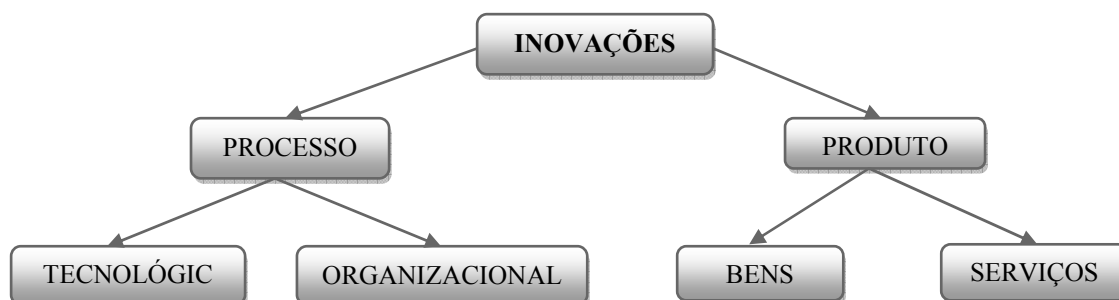 INOVAÇÕES
PROCESSO
PRODUTO
TECNOLÓGIC
ORGANIZACIONAL
BENS
SERVIÇOS